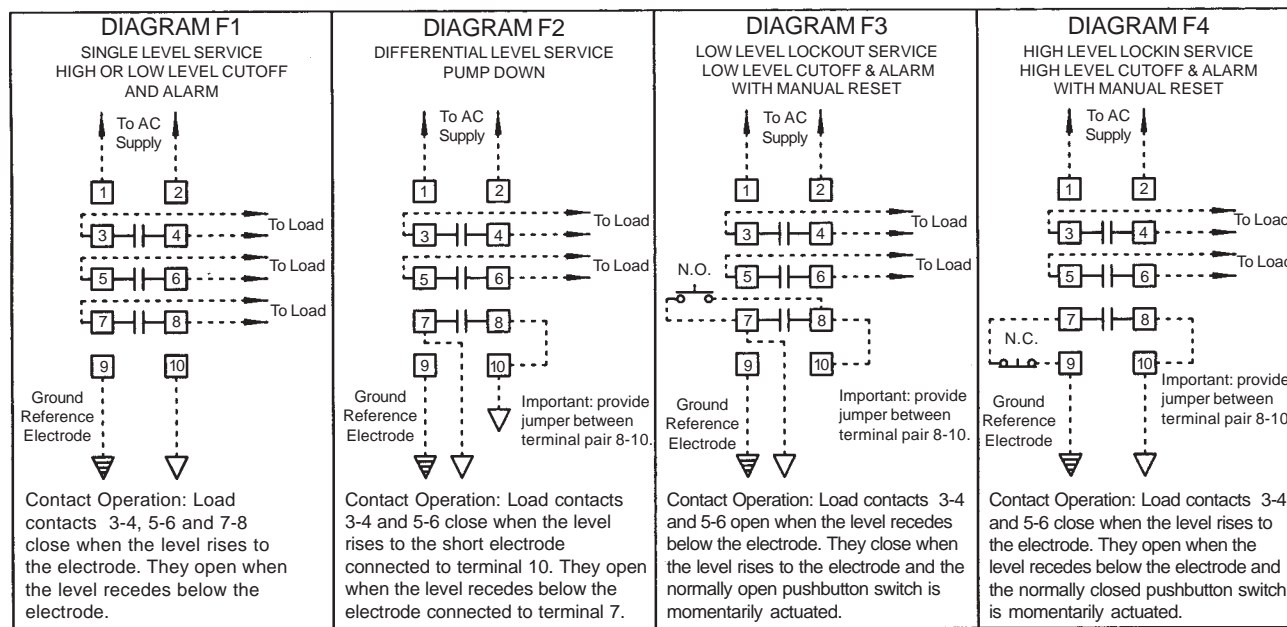 DIAGRAM F1
SINGLE LEVEL SERVICE
HIGH OR LOW LEVEL CUTOFF
AND ALARM
To AC
Supply
1
2
To Load
3
4
To Load
5
6
To Load
7
8
9
10
Ground
Reference
Electrode
Contact Operation: Load
contacts 3-4, 5-6 and 7-8
close when the level rises to
the electrode. They open when
the level recedes below the
electrode.
DIAGRAM F2
DIFFERENTIAL LEVEL SERVICE
PUMP DOWN
To AC
Supply
1
2
To Load
3
4
To Load
5
6
7
8
9
10
Ground
Reference
Electrode
Important: provide
jumper between
terminal pair 8-10.
Contact Operation: Load contacts
3-4 and 5-6 close when the level
rises to the short electrode
connected to terminal 10. They open
when the level recedes below the
electrode connected to terminal 7.
DIAGRAM F3
LOW LEVEL LOCKOUT SERVICE
LOW LEVEL CUTOFF & ALARM
WITH MANUAL RESET
To AC
Supply
1
2
To Load
3
4
To Load
N.O.
5
6
7
8
9
10
Ground
Reference
Electrode
Important: provide
jumper between
terminal pair 8-10.
Contact Operation: Load contacts 3-4
and 5-6 open when the level recedes
below the electrode. They close when
the level rises to the electrode and the
normally open pushbutton switch is
momentarily actuated.
DIAGRAM F4
HIGH LEVEL LOCKIN SERVICE
HIGH LEVEL CUTOFF & ALARM
WITH MANUAL RESET
To AC
Supply
1
2
To Load
3
4
To Load
5
6
7
8
N.C.
9
10
Ground
Reference
Electrode
Important: provide
jumper between
terminal pair 8-10.
Contact Operation: Load contacts 3-4
and 5-6 close when the level rises to
the electrode. They open when the
level recedes below the electrode and
the normally closed pushbutton switch
is momentarily actuated.